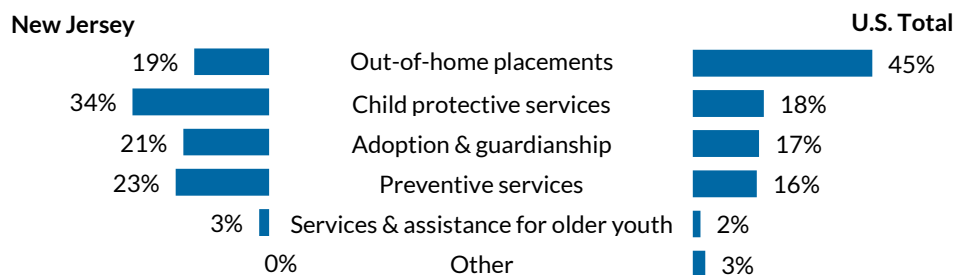 New Jersey U.S. Total
19% Out-of-home placements 45%
34% Child protective services 18%
21% Adoption & guardianship 17%
23% Preventive services 16%
3% Services & assistance for older youth 2%
0% Other 3%